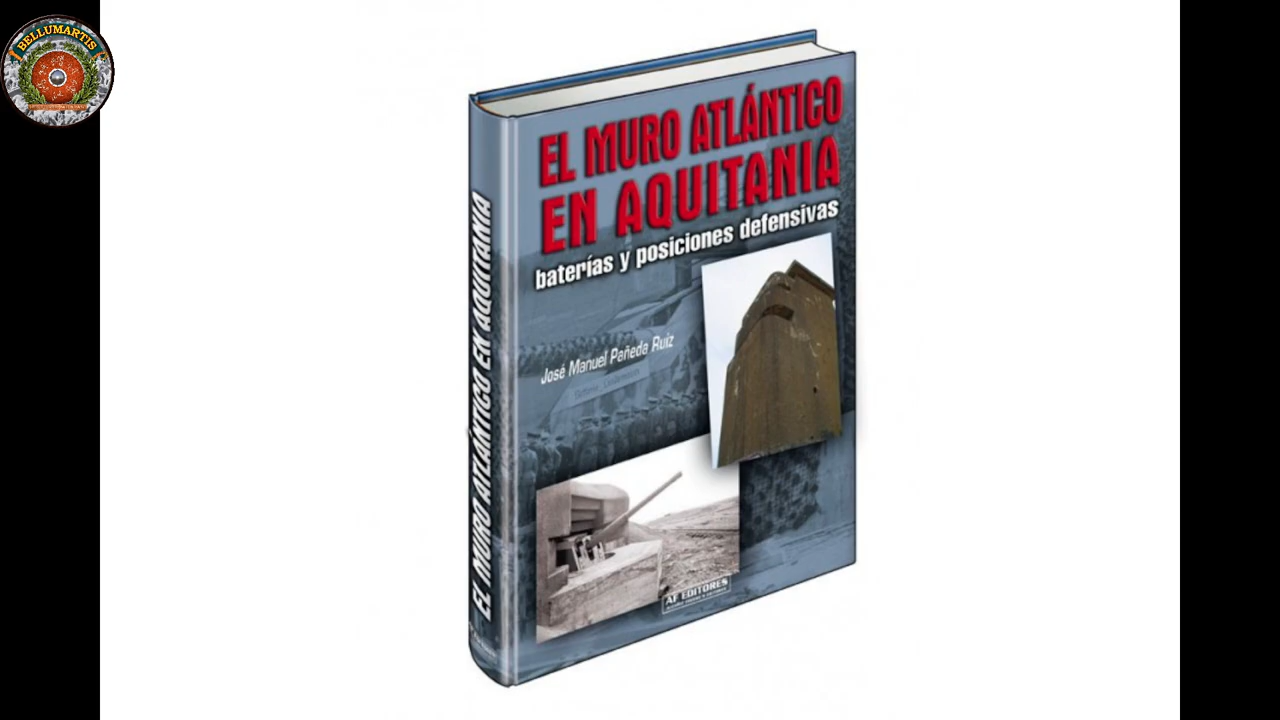 BELLUMARTIS
EL MURO ATLÁNTICO
EN AQUITANIA
baterías y posiciones defensivas
José Manuel Pañeda Ruiz
AF EDITORES
EL MURO ATLÁNTICO EN AQUITANIA